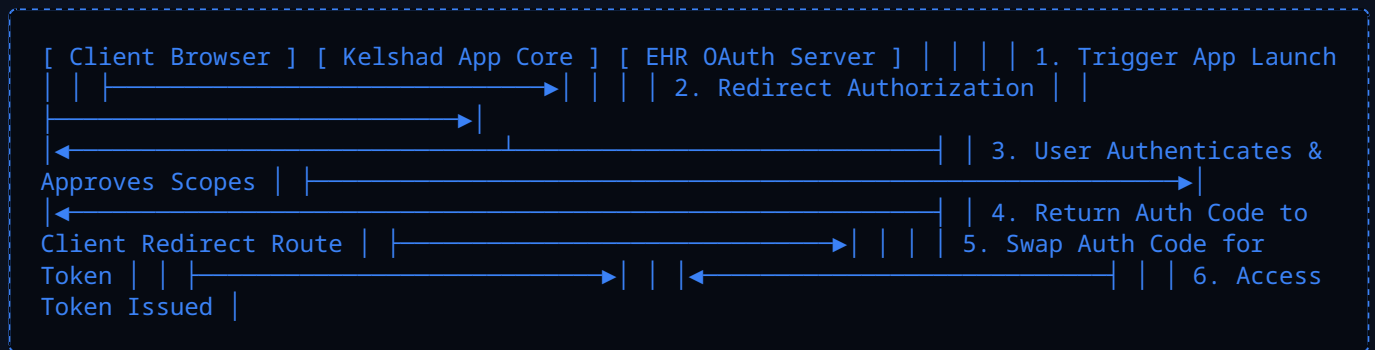 [ Client Browser ] [ Kelshad App Core ] [ EHR OAuth Server ] │ │ │ │ 1. Trigger App Launch
│ │ ├──────────────────────────────►│ │ │ │ 2. Redirect Authorization │ │
├────────────────────────────►│
│◄──────────────────────────────┴─────────────────────────────┤ │ 3. User Authenticates &
Approves Scopes │ ├────────────────────────────────────────────────────────────►│
│◄────────────────────────────────────────────────────────────┤ │ 4. Return Auth Code to
Client Redirect Route │ ├──────────────────────────────►│ │ │ │ 5. Swap Auth Code for
Token │ │ ├────────────────────────────►│ │ │◄────────────────────────────┤ │ │ 6. Access
Token Issued │